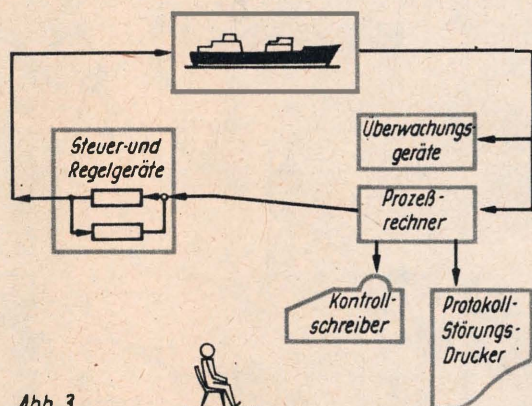 Überwachungs-
geräte
Steuer-und
Regelgeräte
Prozeß-
rechner
Kontroll-
schreiber
Protokoll-
Störungs-
Drucker
Abb. 3